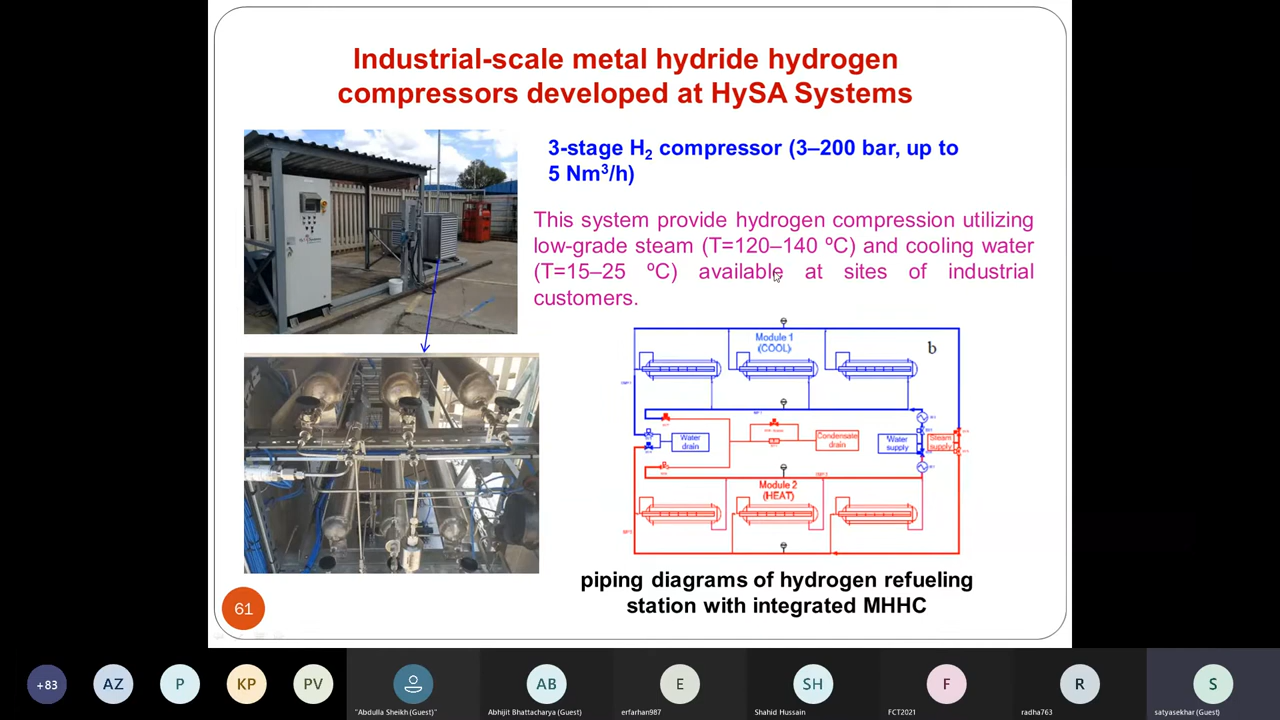 Industrial-scale metal hydride hydrogen
compressors developed at HySA Systems
3-stage H₂ compressor (3–200 bar, up to
5 Nm³/h)
This system provide hydrogen compression utilizing
low-grade steam (T=120–140 ºC) and cooling water
(T=15–25 ºC) available at sites of industrial
customers.
Module 1
(COOL)
b
Water
drain
Condensate
drain
Water
supply
Steam
supply
Module 2
(HEAT)
piping diagrams of hydrogen refueling
station with integrated MHHC
61
+83
AZ
P
KP
PV
AB
E
SH
F
R
S
"Abdulla Sheikh (Guest)"
Abhijit Bhattacharya (Guest)
erfarhan987
Shahid Hussain
FCT2021
radha763
satyasekhar (Guest)